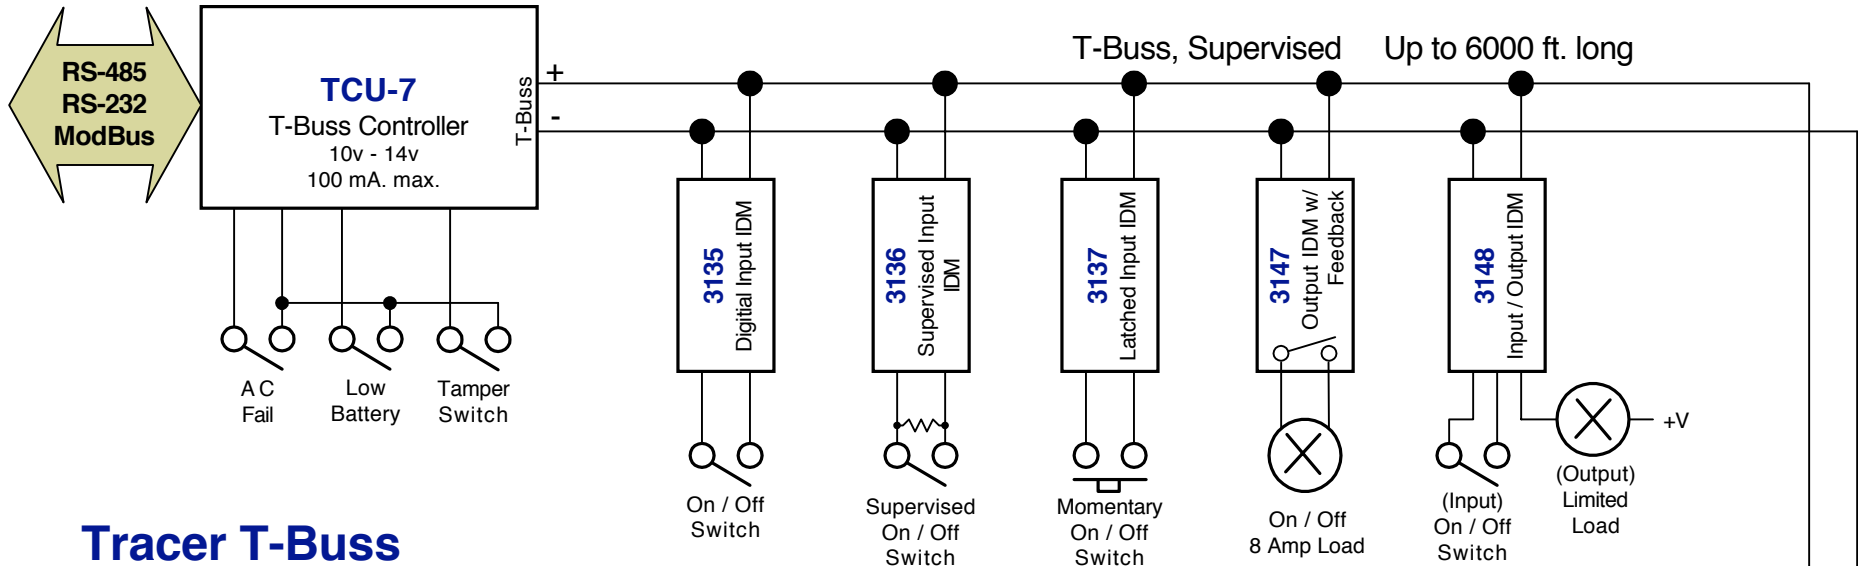 RS-485
RS-232
ModBus
TCU-7
T-Buss Controller
10v - 14v
100 mA. max.
T-Buss
+
-
T-Buss, Supervised Up to 6000 ft. long
3135
Digitial Input IDM
3136
Supervised Input
IDM
3137
Latched Input IDM
3147
Output IDM w/
Feedback
3148
Input / Output IDM
A C
Fail
Low
Battery
Tamper
Switch
On / Off
Switch
Supervised
On / Off
Switch
Momentary
On / Off
Switch
On / Off
8 Amp Load
(Input)
On / Off
Switch
(Output)
Limited
Load
+V
Tracer T-Buss